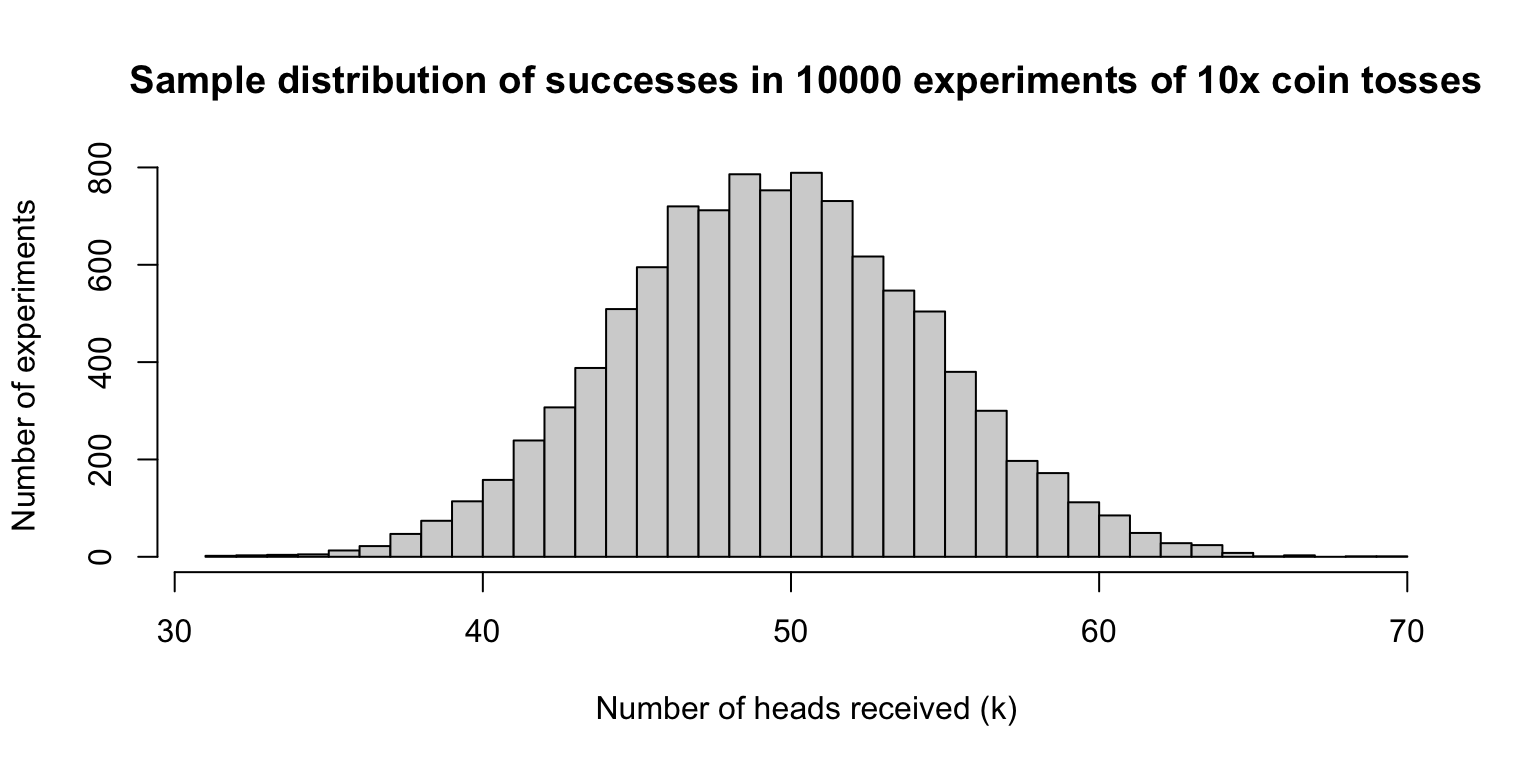 Sample distribution of successes in 10000 experiments of 10x coin tosses
Number of experiments
800
600
400
200
0
30 40 50 60 70
Number of heads received (k)